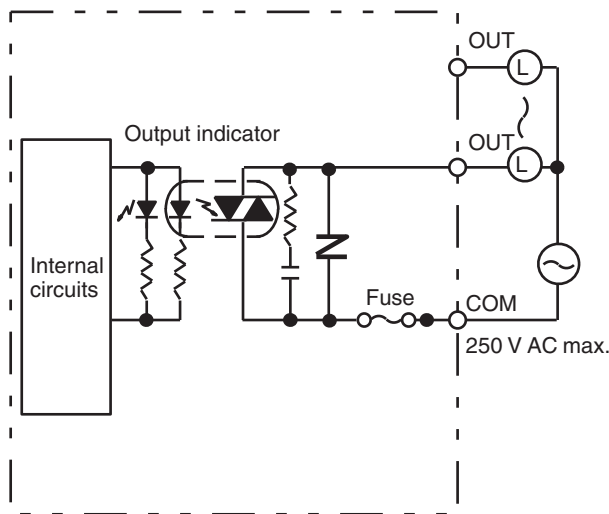 OUT
L
Output indicator
OUT
L
Internal
circuits
Fuse
COM
250 V AC max.